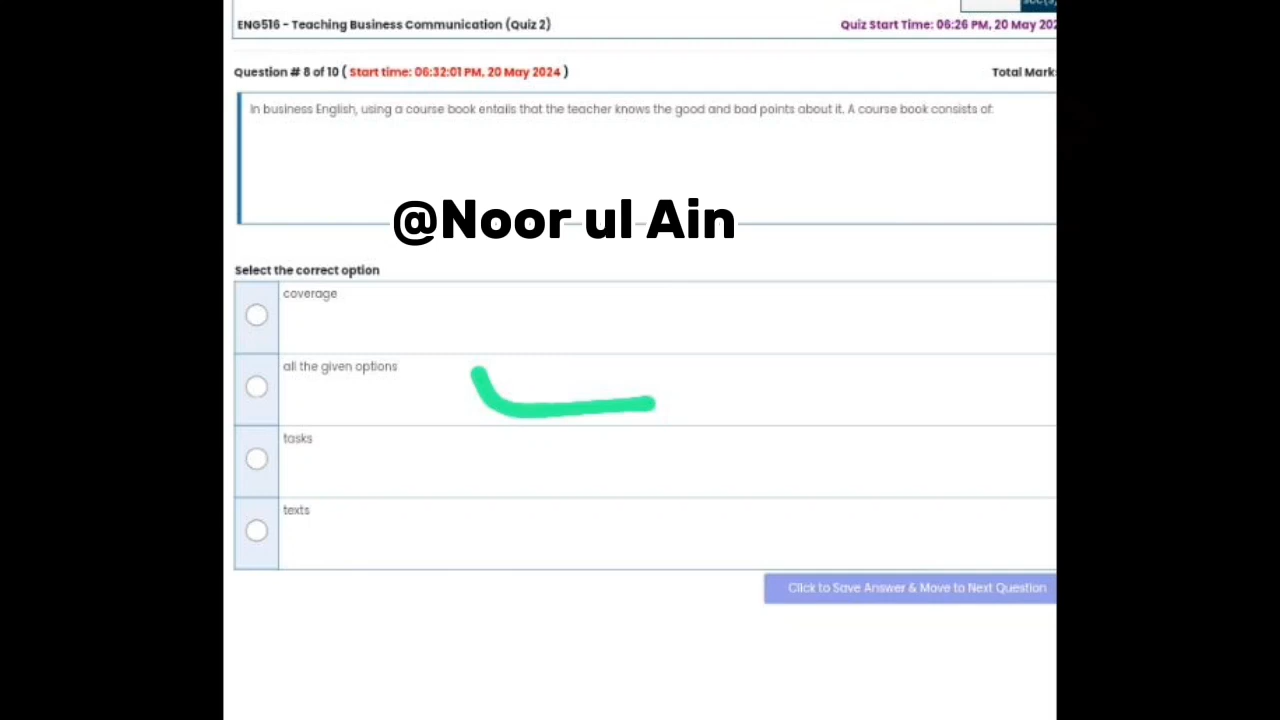 ENG516 - Teaching Business Communication (Quiz 2)
Quiz Start Time: 06:26 PM, 20 May
Question # 8 of 10 ( Start time: 06:32:01 PM, 20 May 2024 )
Total
In business English, using a course book entails that the teacher knows the good and bad points about it. A course book consists of:
@Noor ul Ain
Select the correct option
coverage
all the given options
tasks
texts
Click to Save Answer & Move to Next Question